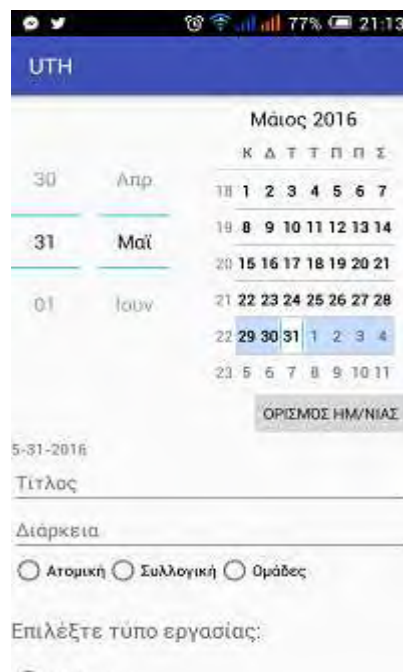 77% 21:13
UTH
Μάιος 2016
Κ Δ Τ Τ Π Π Σ
30 Απρ
31 Μαΐ
01 Ιουν
18 1 2 3 4 5 6 7
19 8 9 10 11 12 13 14
20 15 16 17 18 19 20 21
21 22 23 24 25 26 27 28
22 29 30 31 1 2 3 4
23 5 6 7 8 9 10 11
ΟΡΙΣΜΟΣ ΗΜ/ΝΙΑΣ
5-31-2016
Τίτλος
Διάρκεια
Ατομική Συλλογική Ομάδες
Επιλέξτε τύπο εργασίας: